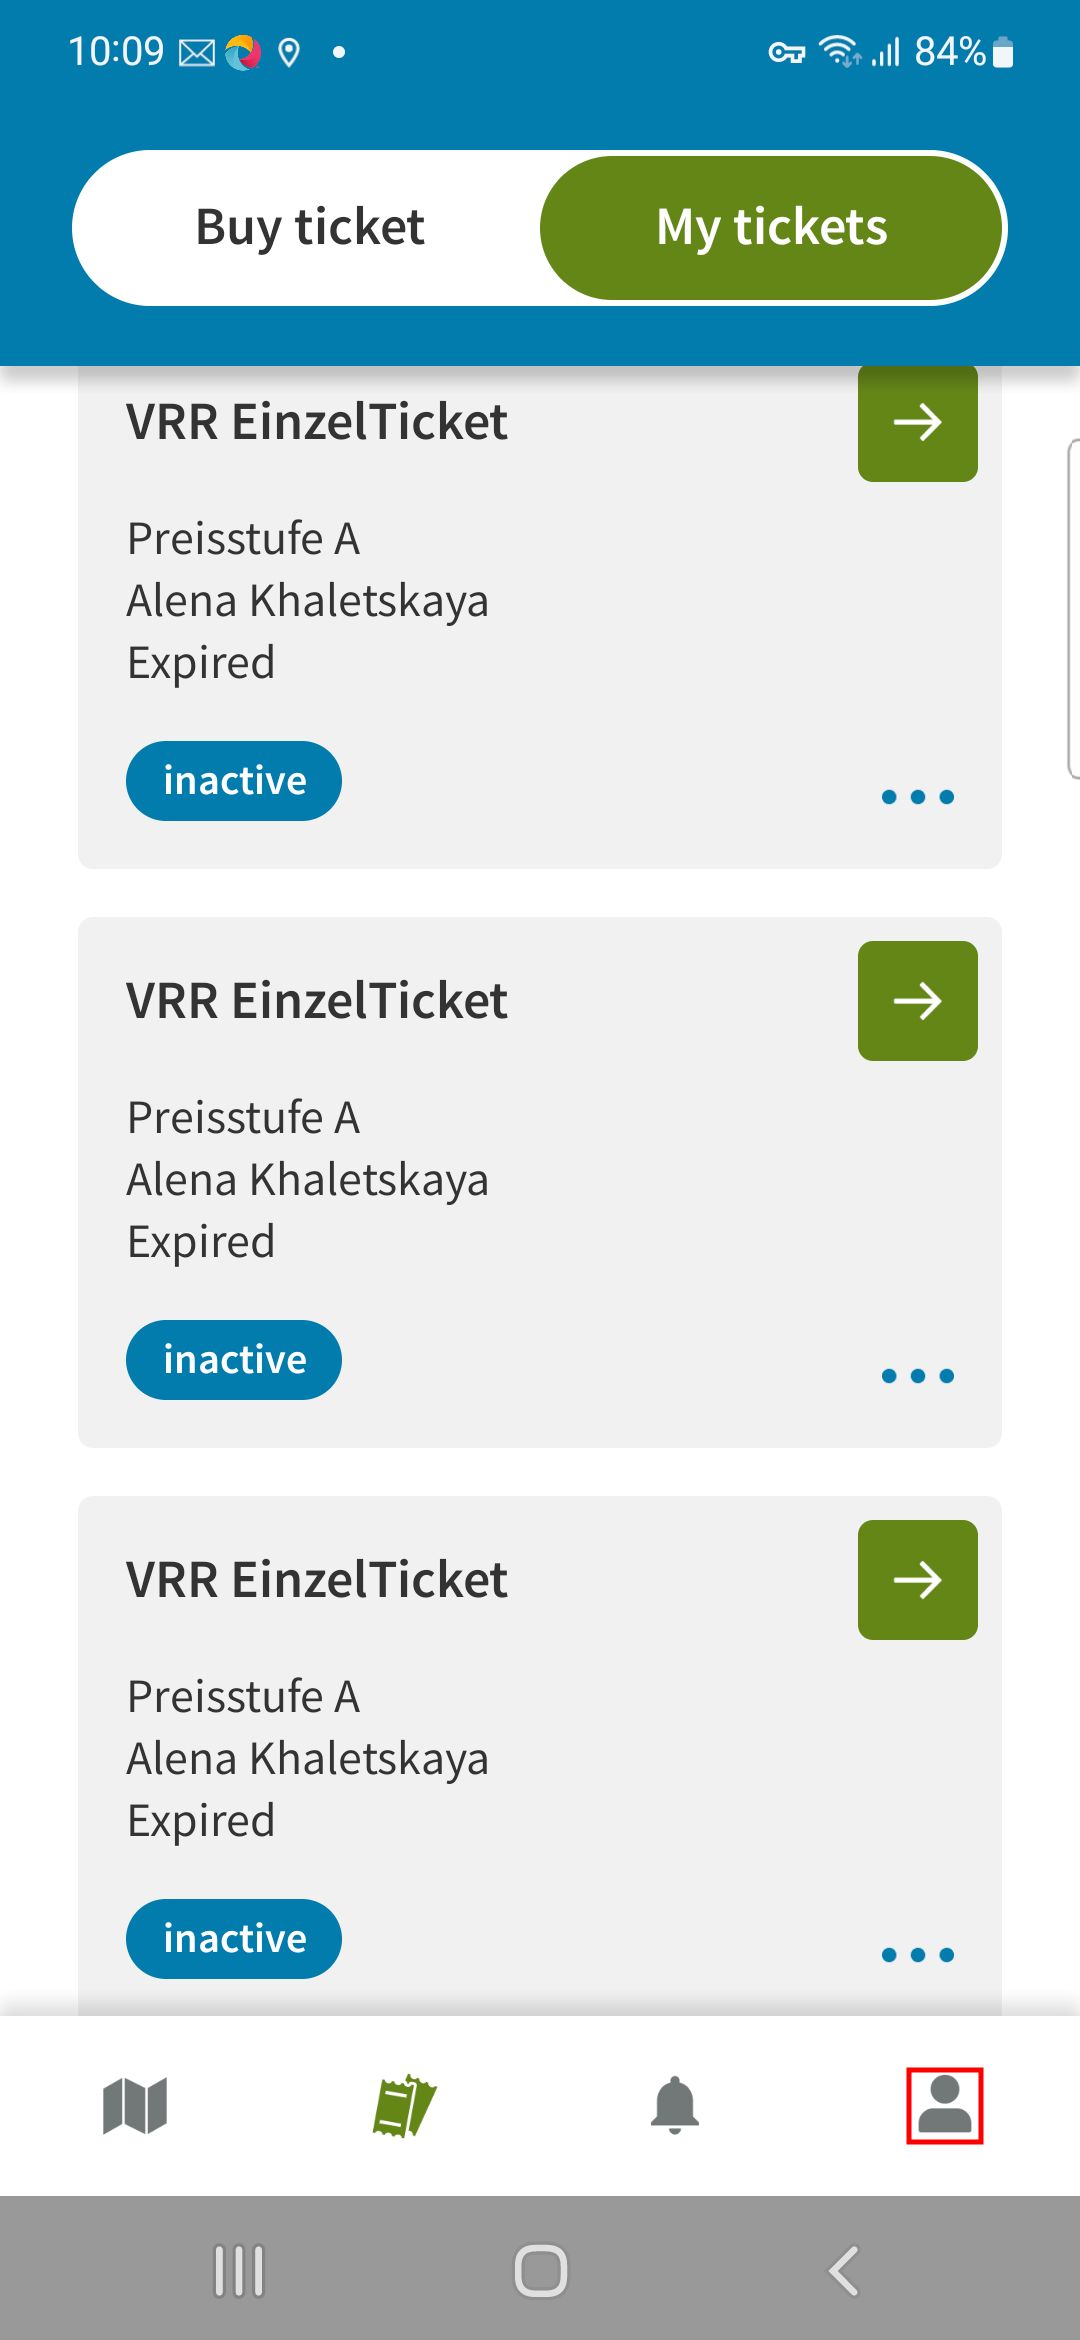 10:09
84%
Buy ticket
My tickets
VRR EinzelTicket
Preisstufe A
Alena Khaletskaya
Expired
inactive
VRR EinzelTicket
Preisstufe A
Alena Khaletskaya
Expired
inactive
VRR EinzelTicket
Preisstufe A
Alena Khaletskaya
Expired
inactive